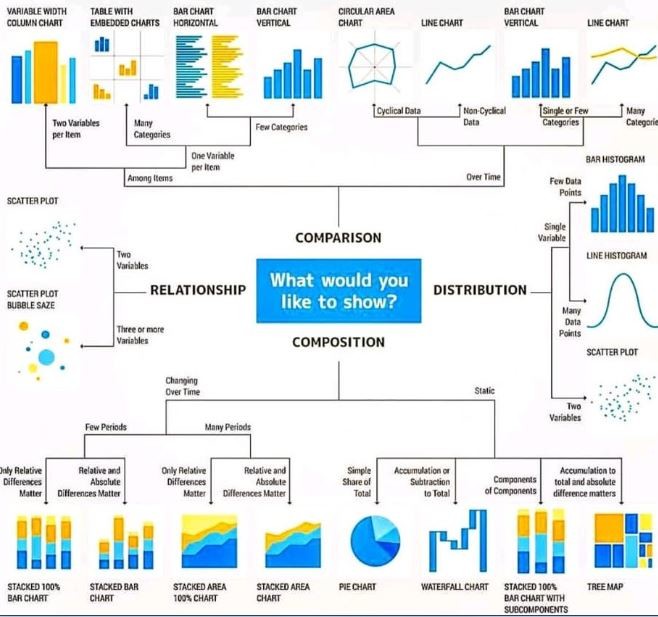 VARIABLE WIDTH
COLUMN CHART
TABLE WITH
EMBEDDED CHARTS
BAR CHART
HORIZONTAL
BAR CHART
VERTICAL
CIRCULAR AREA
CHART
LINE CHART
BAR CHART
VERTICAL
LINE CHART
Two Variables
per Item
Many
Categories
Few Categories
Cyclical Data
Non-Cyclical
Data
Single or Few
Categories
Many
Categorie
One Variable
per Item
Among Items
Over Time
COMPARISON
What would you
like to show?
SCATTER PLOT
Two
Variables
RELATIONSHIP
SCATTER PLOT
BUBBLE SAZE
Three or more
Variables
DISTRIBUTION
BAR HISTOGRAM
Few Data
Points
Single
Variable
LINE HISTOGRAM
Many
Data
Points
SCATTER PLOT
Two
Variables
COMPOSITION
Changing
Over Time
Static
Few Periods
Many Periods
Only Relative
Differences
Matter
Relative and
Absolute
Differences Matter
Only Relative
Differences
Matter
Relative and
Absolute
Differences Matter
Simple
Share of
Total
Accumulation or
Subtraction
to Total
Components
of Components
Accumulation to
total and absolute
difference matters
STACKED 100%
BAR CHART
STACKED BAR
CHART
STACKED AREA
100% CHART
STACKED AREA
CHART
PIE CHART
WATERFALL CHART
STACKED 100%
BAR CHART WITH
SUBCOMPONENTS
TREE MAP